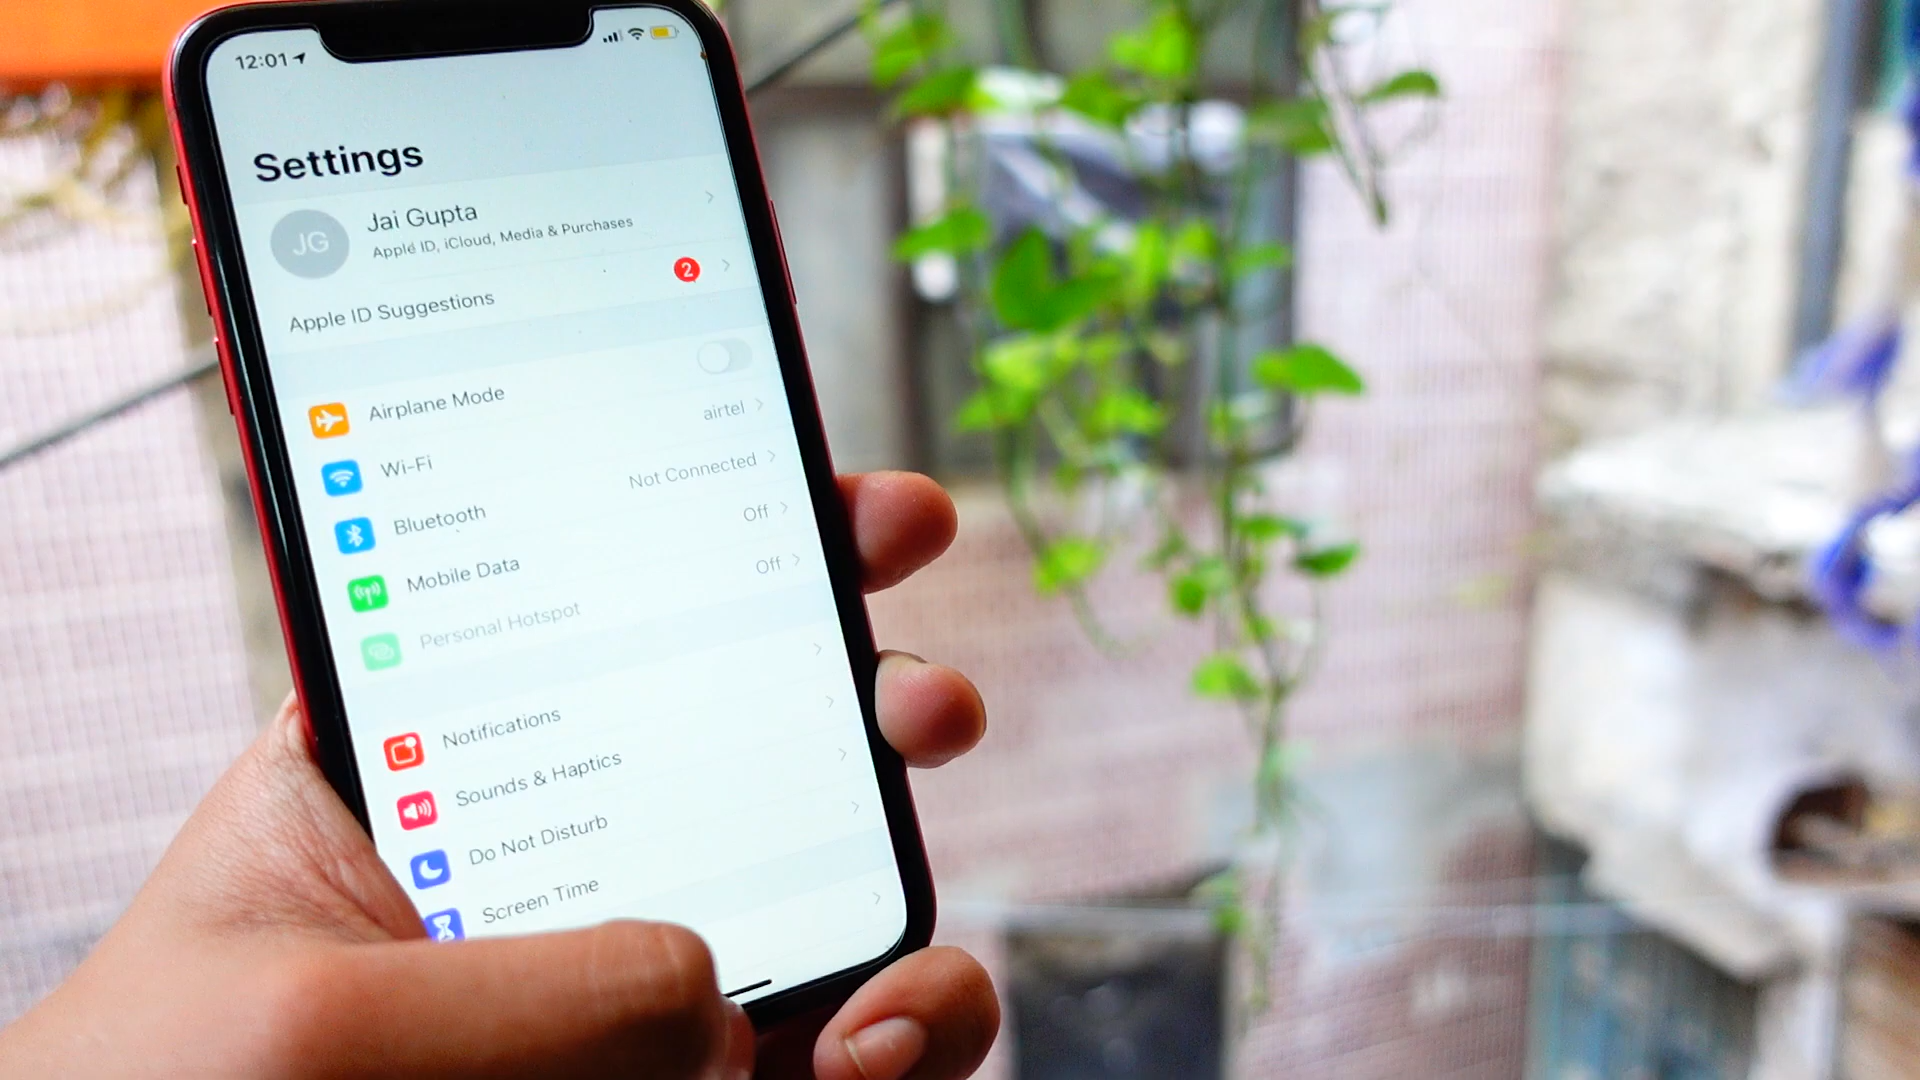 12:01
Settings
JG
Jai Gupta
Apple ID, iCloud, Media & Purchases
Apple ID Suggestions 2
Airplane Mode
Wi-Fi airtel
Bluetooth Not Connected
Mobile Data Off
Personal Hotspot Off
Notifications
Sounds & Haptics
Do Not Disturb
Screen Time